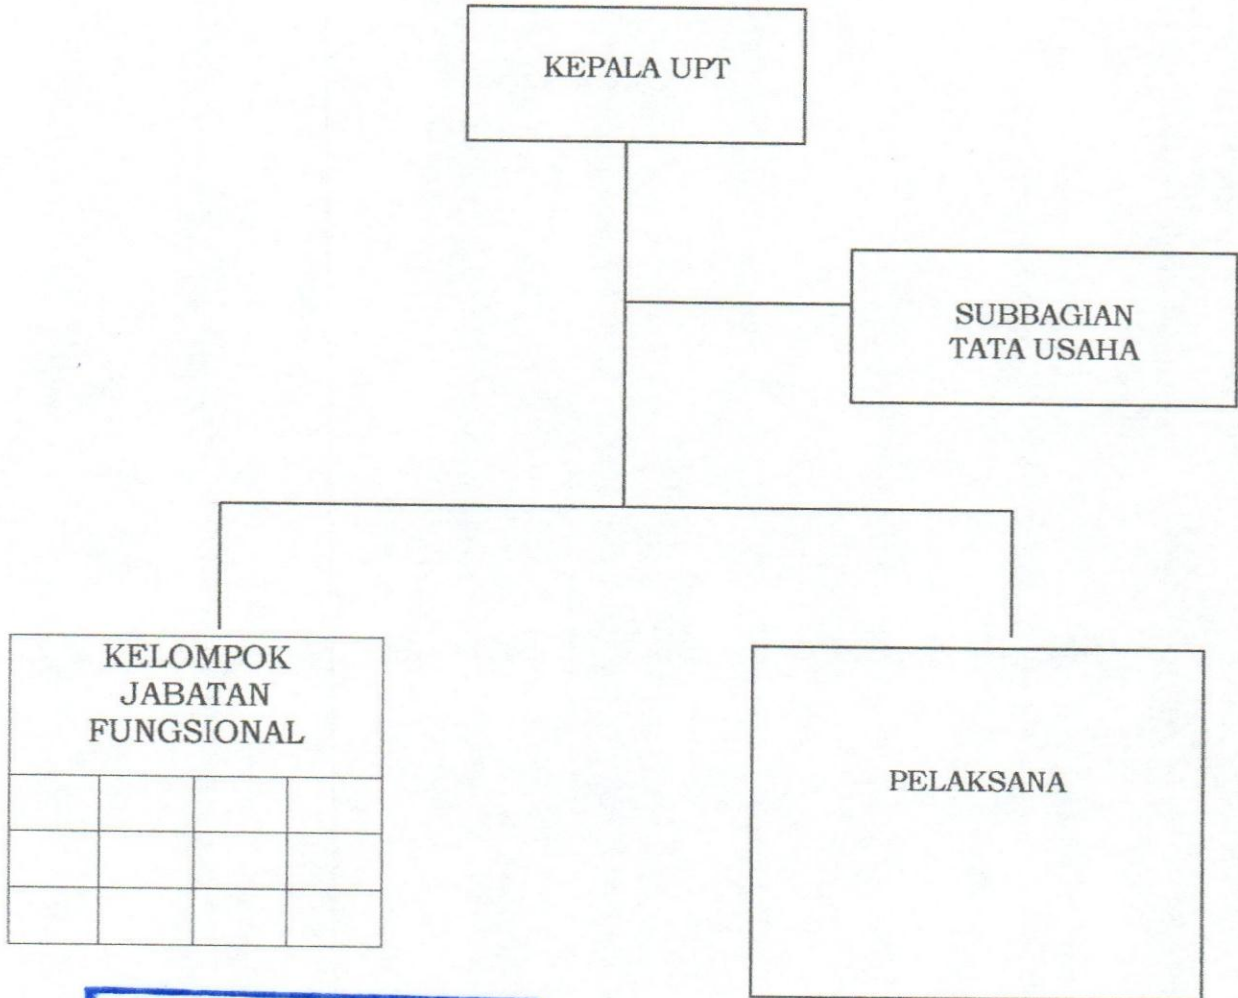 KEPALA UPT
SUBBAGIAN
TATA USAHA
KELOMPOK
JABATAN
FUNGSIONAL
PELAKSANA